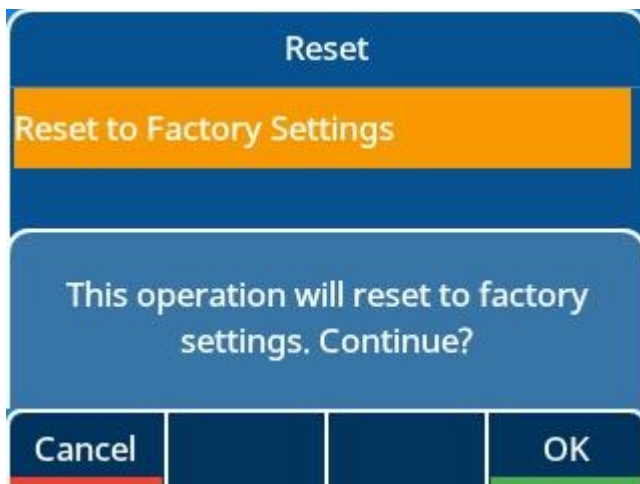 Reset
Reset to Factory Settings
This operation will reset to factory
settings. Continue?
Cancel
OK